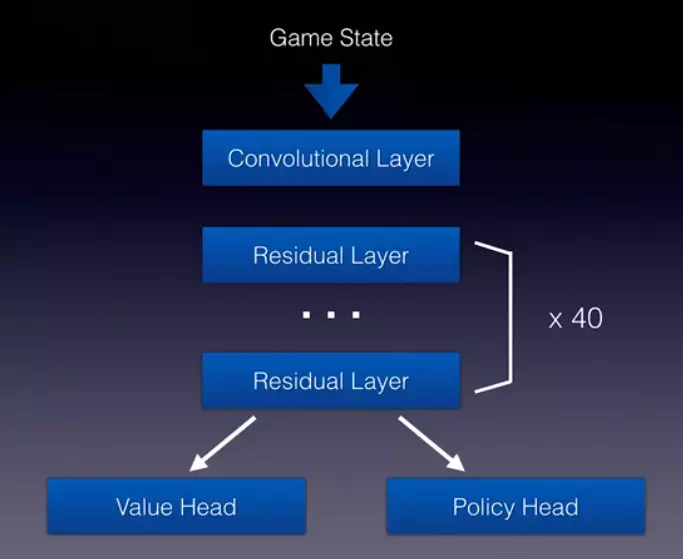 Game State
Convolutional Layer
Residual Layer
. . .
x 40
Residual Layer
Value Head
Policy Head